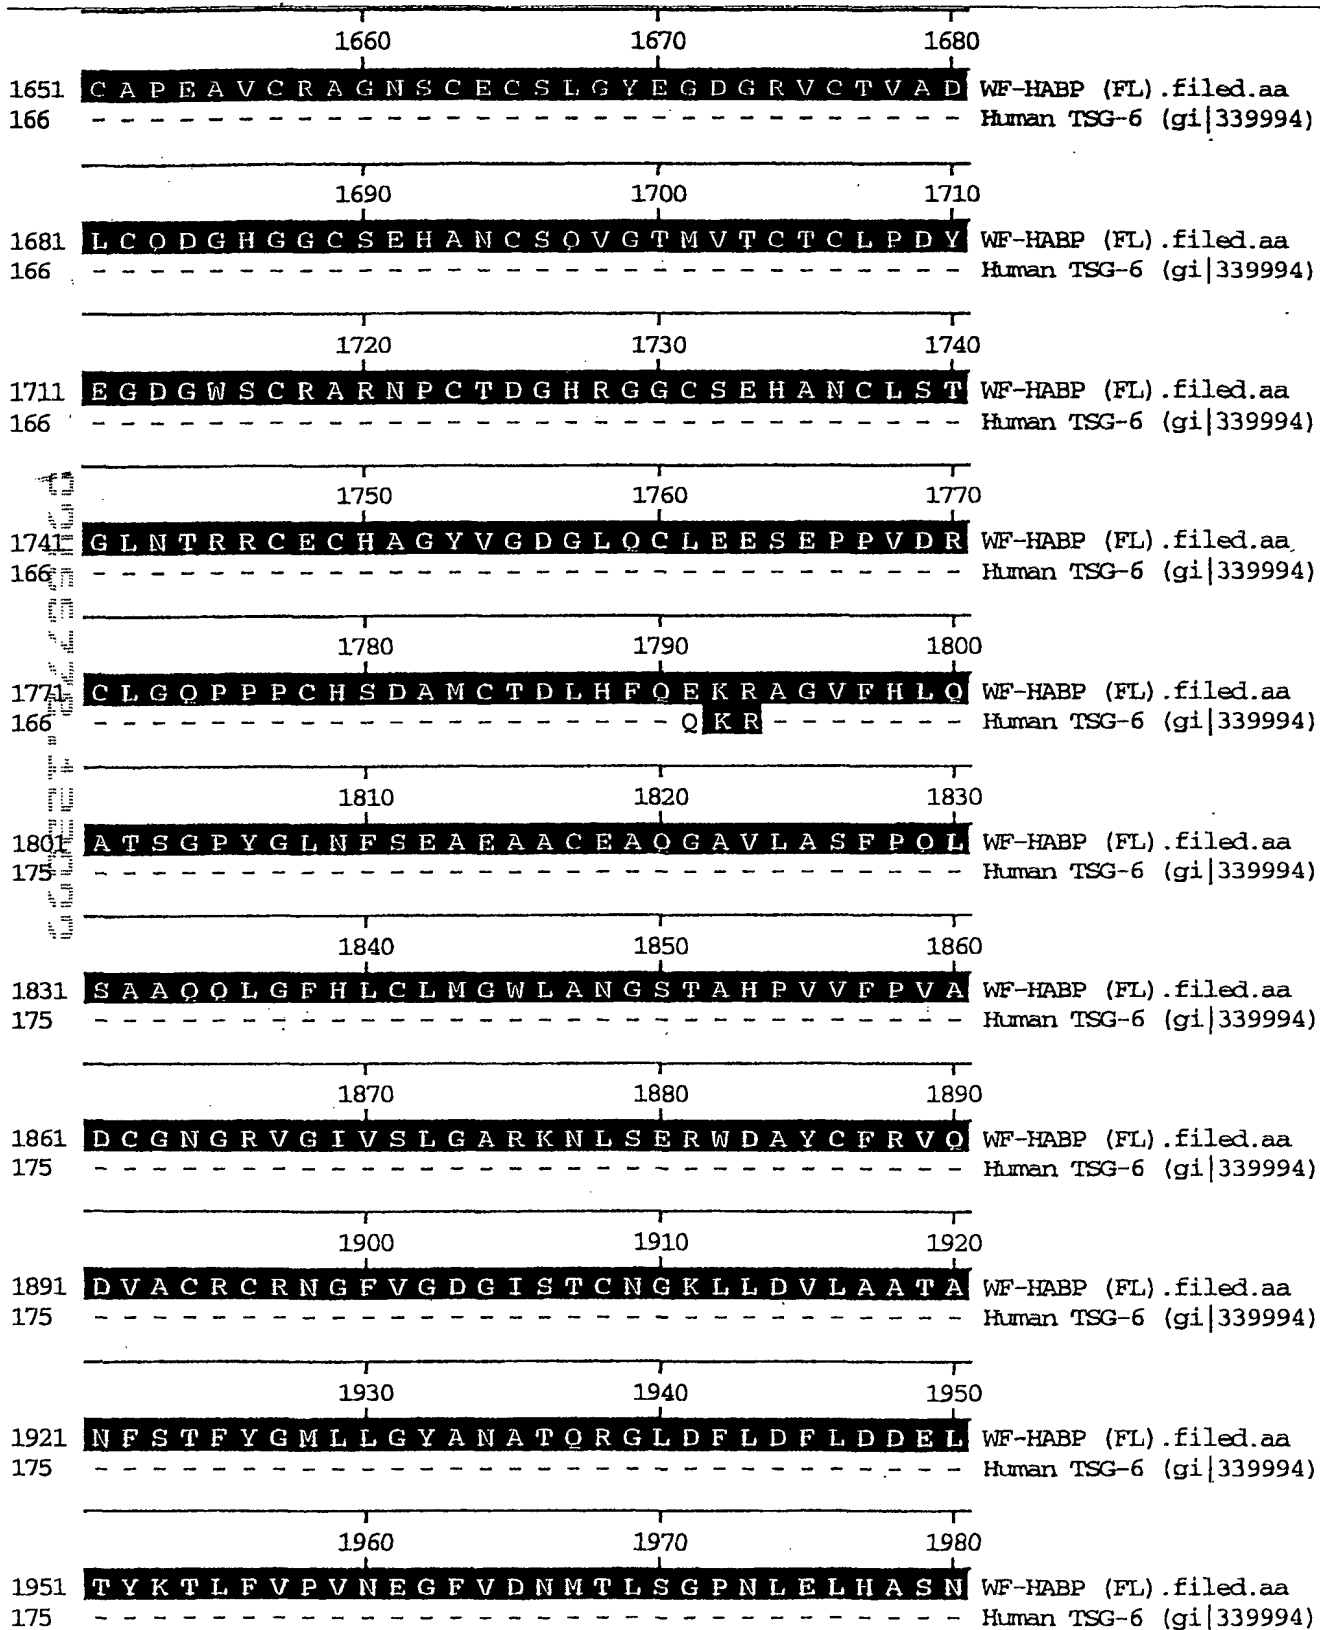 1660 1670 1680
1651 C A P E A V C R A G N S C E C S L G Y E G D G R V C T V A D WF-HABP (FL).filed.aa
166 - - - - - - - - - - - - - - - - - - - - - - - - - - - - - - Human TSG-6 (gi|339994)
1690 1700 1710
1681 L C Q D G H G G C S E H A N C S Q V G T M V T C T C L P D Y WF-HABP (FL).filed.aa
166 - - - - - - - - - - - - - - - - - - - - - - - - - - - - - - Human TSG-6 (gi|339994)
1720 1730 1740
1711 E G D G W S C R A R N P C T D G H R G G C S E H A N C L S T WF-HABP (FL).filed.aa
166 - - - - - - - - - - - - - - - - - - - - - - - - - - - - - - Human TSG-6 (gi|339994)
1750 1760 1770
1741 G L N T R R C E C H A G Y V G D G L Q C L E E S E P P V D R WF-HABP (FL).filed.aa
166 - - - - - - - - - - - - - - - - - - - - - - - - - - - - - - Human TSG-6 (gi|339994)
1780 1790 1800
1771 C L G Q P P P C H S D A M C T D L H F Q E K R A G V F H L Q WF-HABP (FL).filed.aa
166 - - - - - - - - - - - - - - - - - - - - Q K R - - - - - - - Human TSG-6 (gi|339994)
1810 1820 1830
1801 A T S G P Y G L N F S E A E A A C E A Q G A V L A S F P Q L WF-HABP (FL).filed.aa
175 - - - - - - - - - - - - - - - - - - - - - - - - - - - - - - Human TSG-6 (gi|339994)
1840 1850 1860
1831 S A A Q Q L G F H L C L M G W L A N G S T A H P V V F P V A WF-HABP (FL).filed.aa
175 - - - - - - - - - - - - - - - - - - - - - - - - - - - - - - Human TSG-6 (gi|339994)
1870 1880 1890
1861 D C G N G R V G I V S L G A R K N L S E R W D A Y C F R V Q WF-HABP (FL).filed.aa
175 - - - - - - - - - - - - - - - - - - - - - - - - - - - - - - Human TSG-6 (gi|339994)
1900 1910 1920
1891 D V A C R C R N G F V G D G I S T C N G K L L D V L A A T A WF-HABP (FL).filed.aa
175 - - - - - - - - - - - - - - - - - - - - - - - - - - - - - - Human TSG-6 (gi|339994)
1930 1940 1950
1921 N F S T F Y G M L L G Y A N A T Q R G L D F L D F L D D E L WF-HABP (FL).filed.aa
175 - - - - - - - - - - - - - - - - - - - - - - - - - - - - - - Human TSG-6 (gi|339994)
1960 1970 1980
1951 T Y K T L F V P V N E G F V D N M T L S G P N L E L H A S N WF-HABP (FL).filed.aa
175 - - - - - - - - - - - - - - - - - - - - - - - - - - - - - - Human TSG-6 (gi|339994)